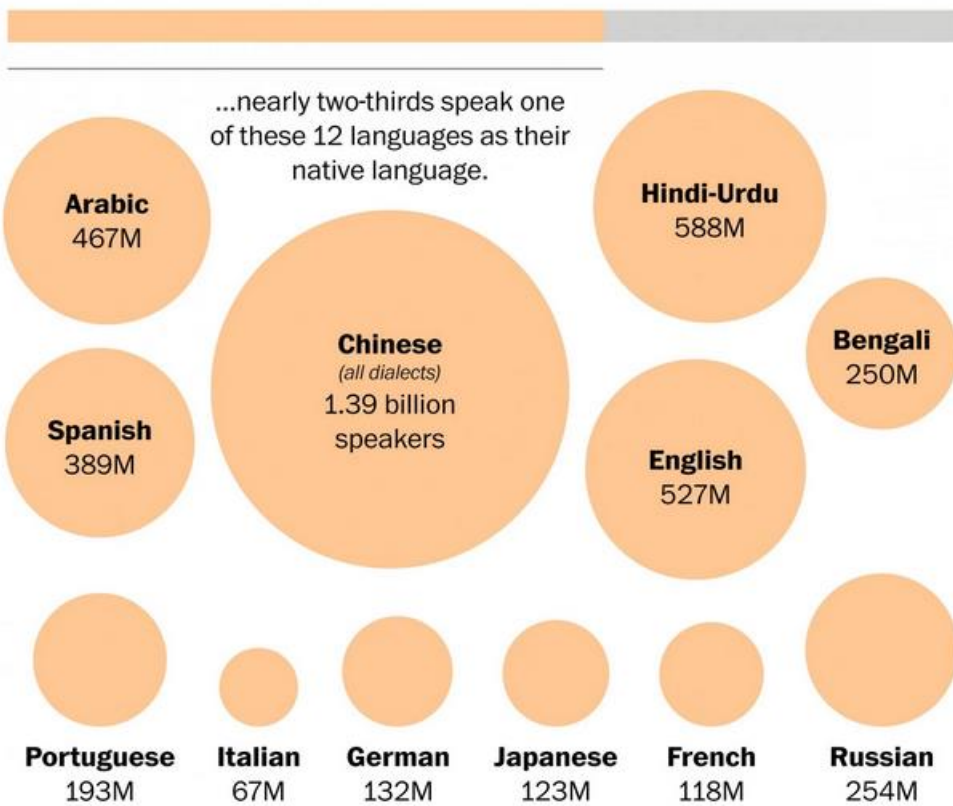 ...nearly two-thirds speak one
of these 12 languages as their
native language.
Arabic
467M
Hindi-Urdu
588M
Chinese
(all dialects)
1.39 billion
speakers
Bengali
250M
Spanish
389M
English
527M
Portuguese
193M
Italian
67M
German
132M
Japanese
123M
French
118M
Russian
254M